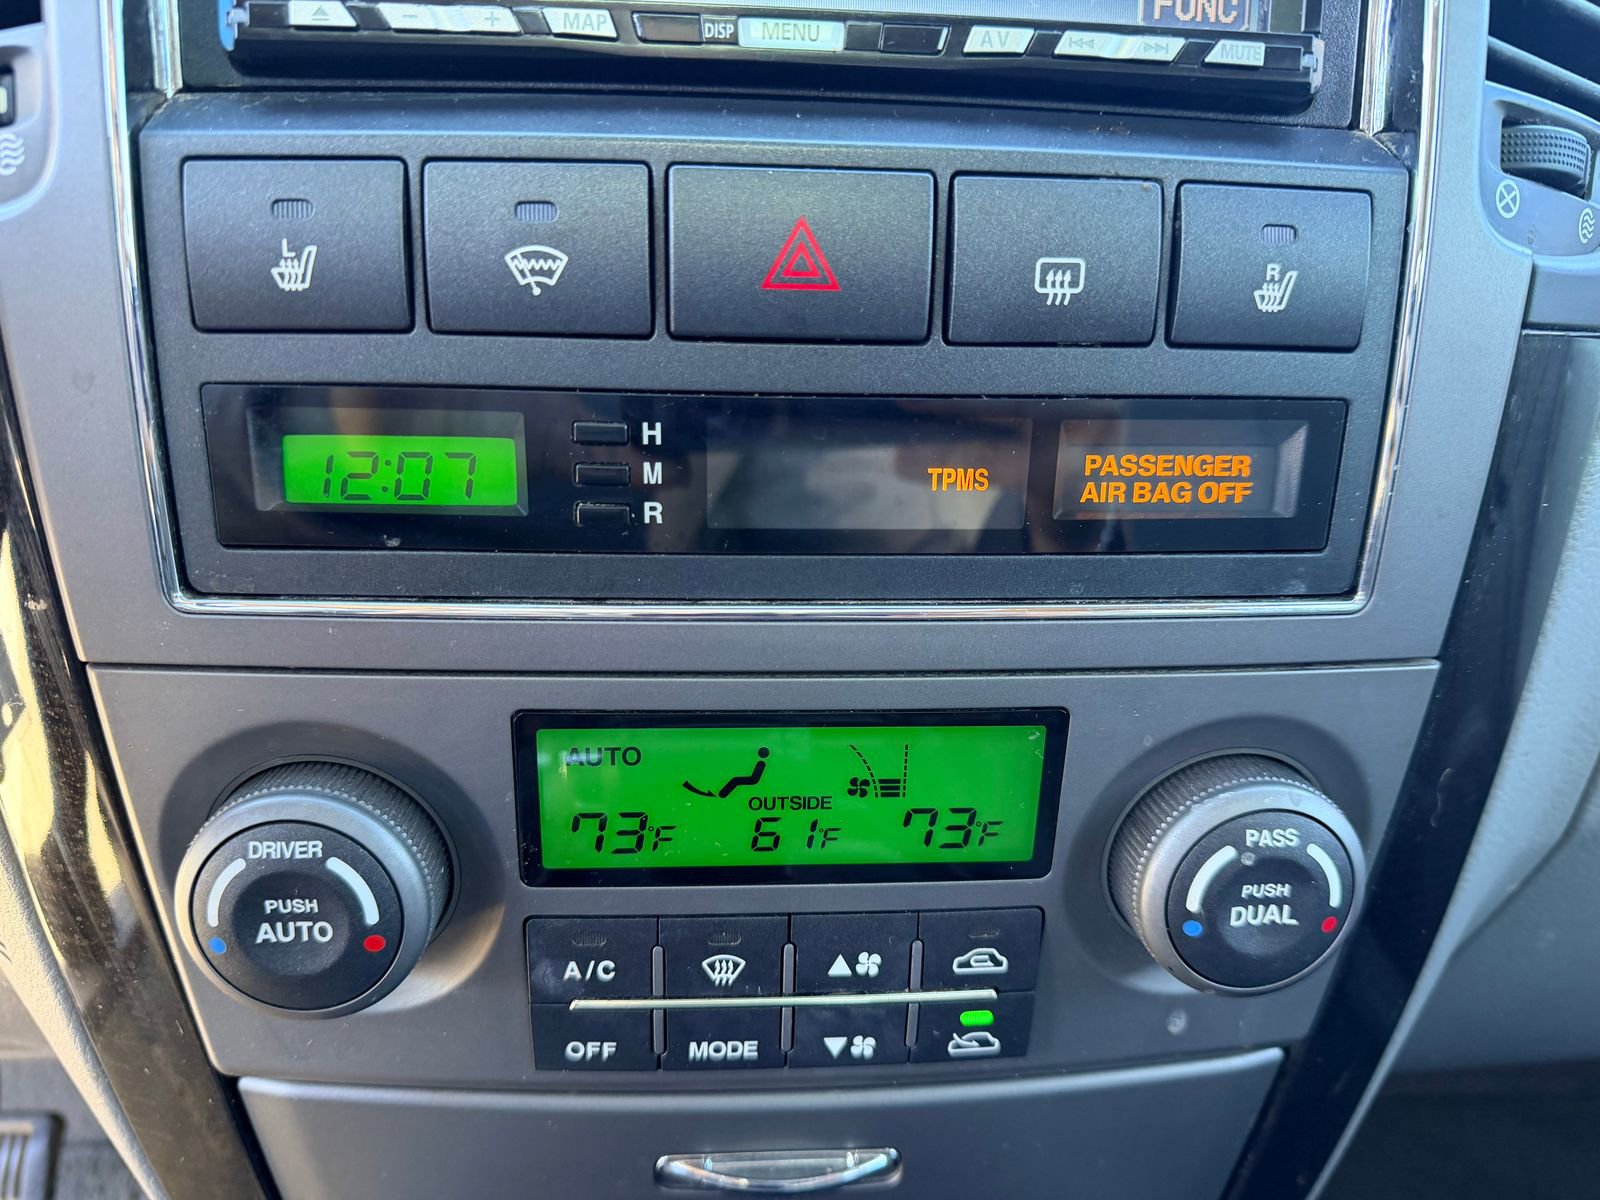 FUNC
MAP
DISP
MENU
AV
MUTE
L
R
12:07
H
M
R
TPMS
PASSENGER
AIR BAG OFF
AUTO
OUTSIDE
73°F
61°F
73°F
DRIVER
PUSH
AUTO
PASS
PUSH
DUAL
A/C
OFF
MODE